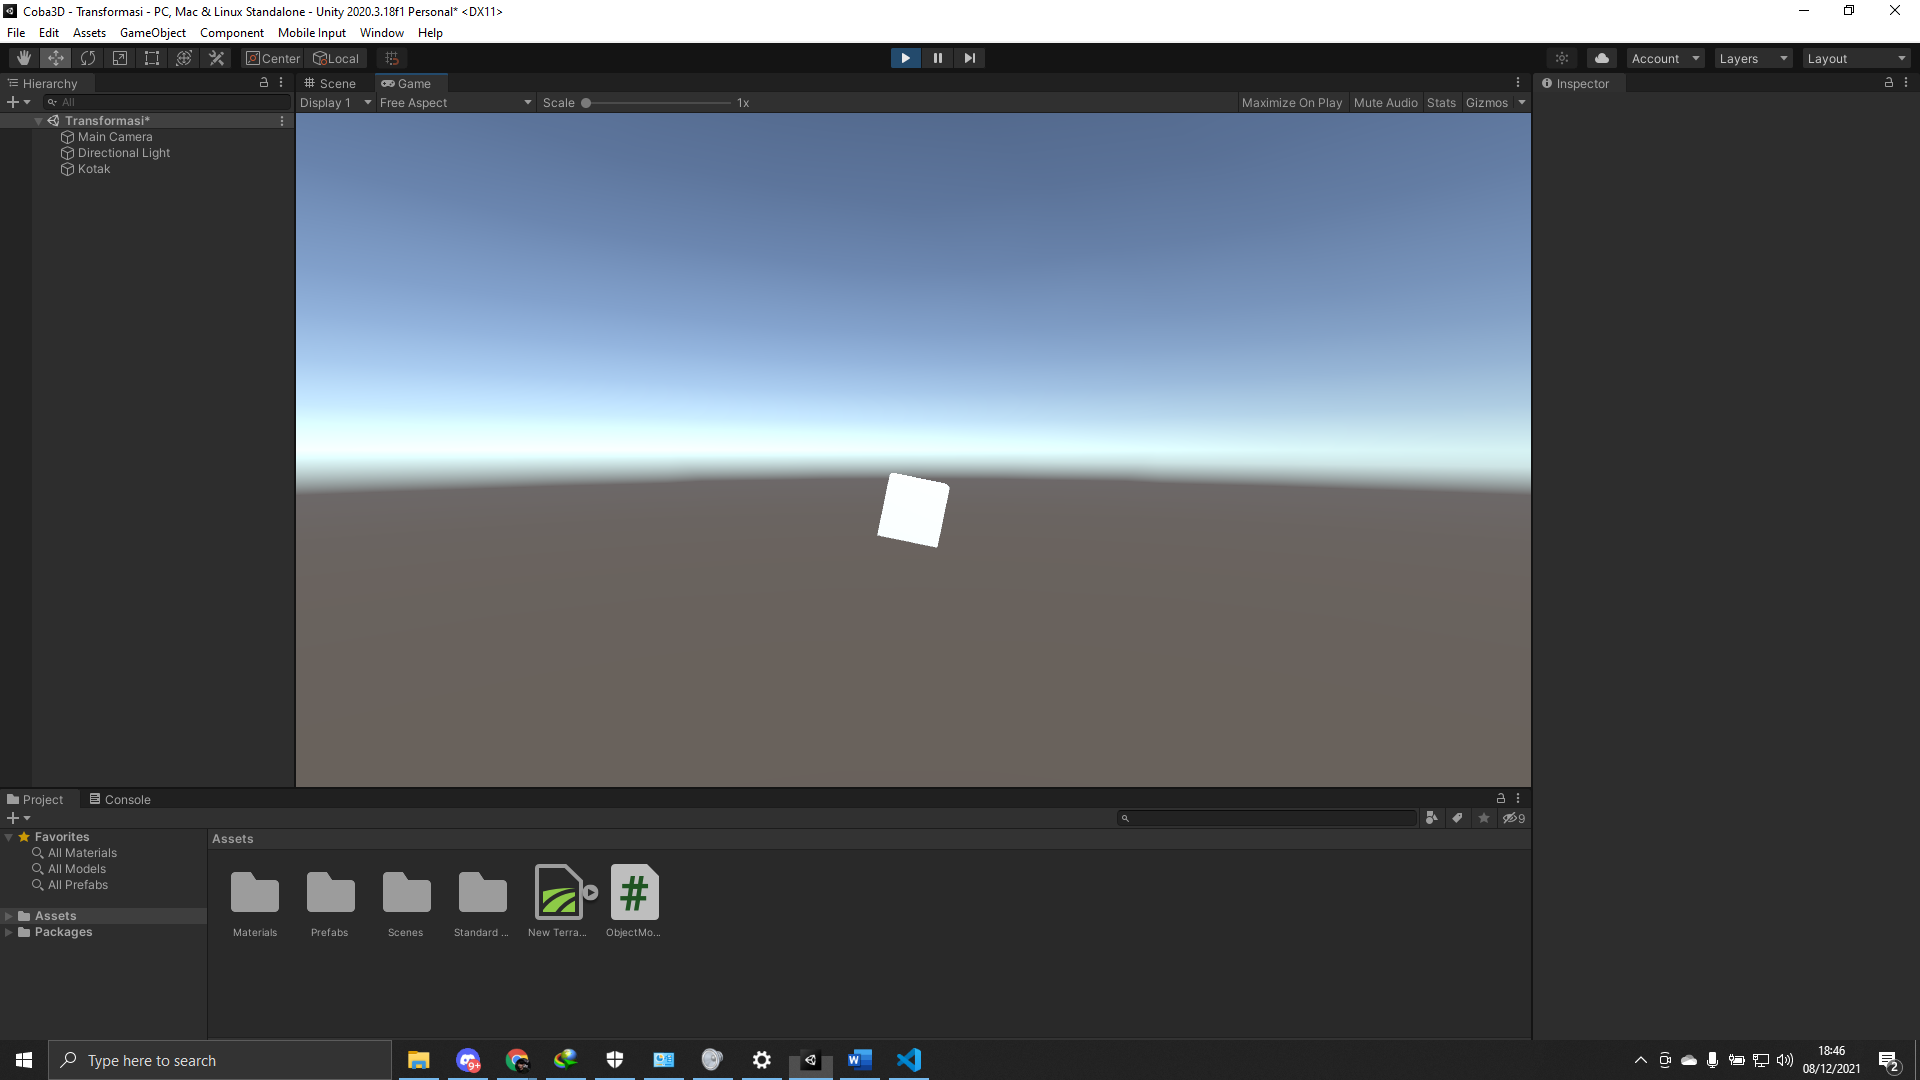 Coba3D - Transformasi - PC, Mac & Linux Standalone - Unity 2020.3.18f1 Personal* <DX11>
File Edit Assets GameObject Component Mobile Input Window Help
Center Local Account Layers Layout
Hierarchy Scene Game Inspector
All Display 1 Free Aspect Scale 1x Maximize On Play Mute Audio Stats Gizmos
Transformasi*
Main Camera
Directional Light
Kotak
Project Console
9
Favorites Assets
All Materials
All Models
All Prefabs
Assets
Packages
Materials Prefabs Scenes Standard ... New Terra... ObjectMo...
Type here to search
9+
18:46
08/12/2021
2